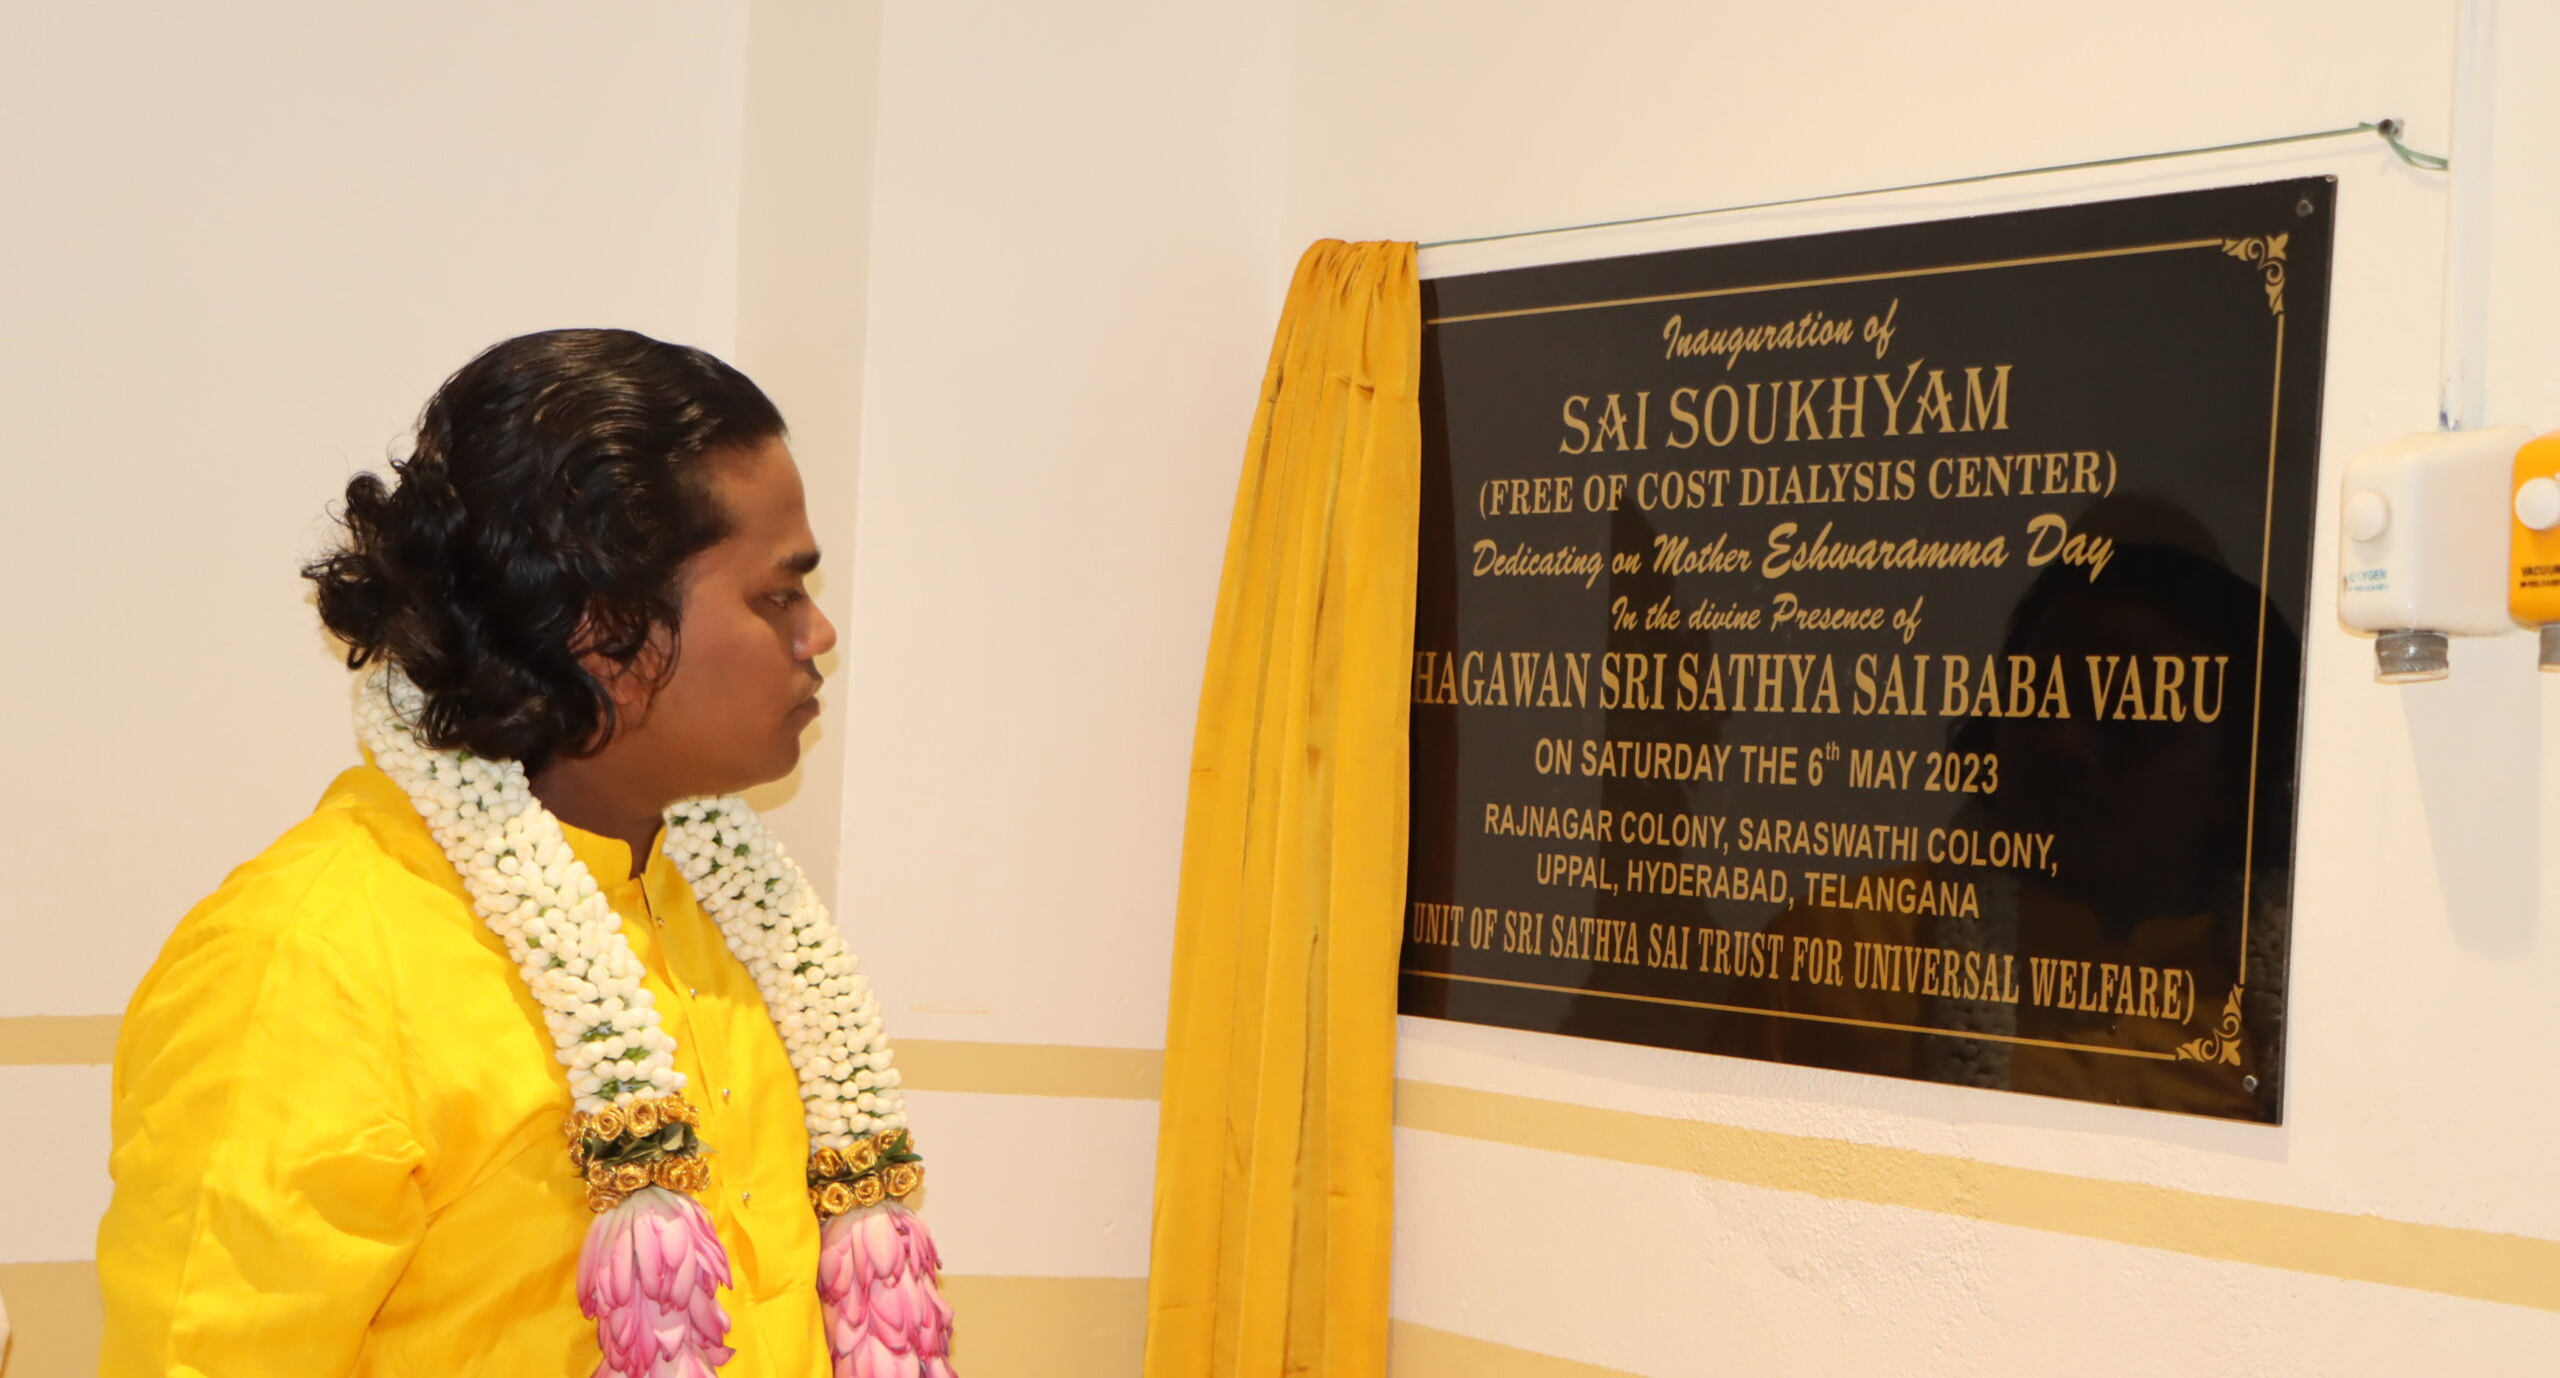 Inauguration of
SAI SOUKHYAM
(FREE OF COST DIALYSIS CENTER)
Dedicating on Mother Eshwaramma Day
In the divine Presence of
HAGAWAN SRI SATHYA SAI BABA VARU
ON SATURDAY THE 6th MAY 2023
RAJNAGAR COLONY, SARASWATHI COLONY,
UPPAL, HYDERABAD, TELANGANA
UNIT OF SRI SATHYA SAI TRUST FOR UNIVERSAL WELFARE)
OXYGEN
VACUUM